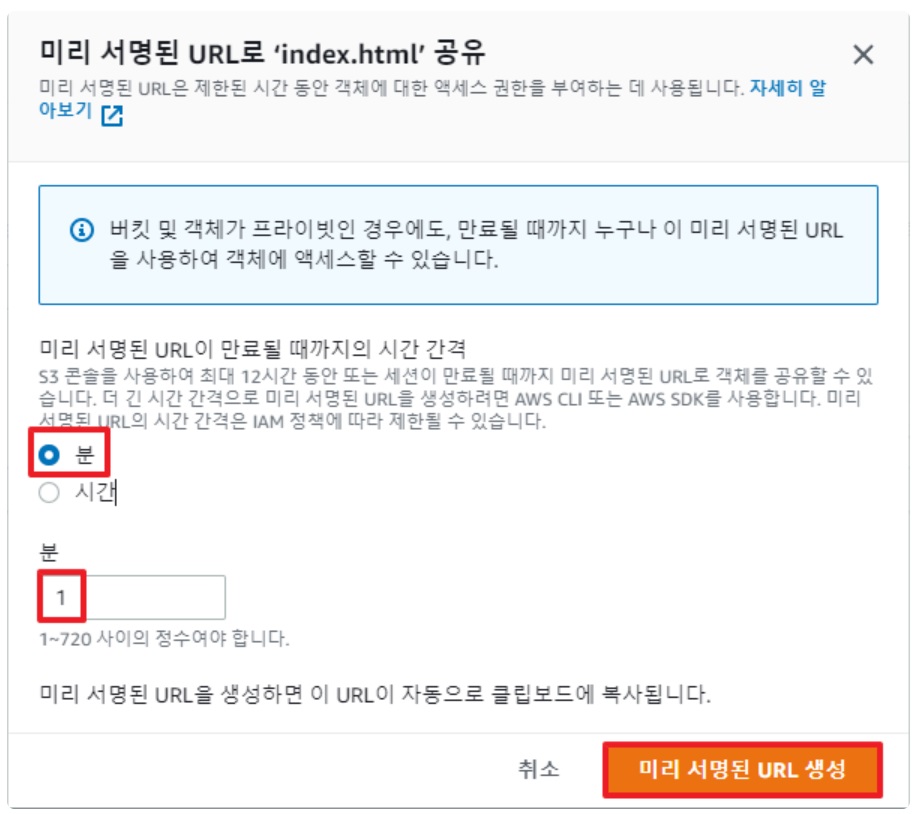 미리 서명된 URL로 ‘index.html’ 공유
미리 서명된 URL은 제한된 시간 동안 객체에 대한 액세스 권한을 부여하는 데 사용됩니다. 자세히 알
아보기
버킷 및 객체가 프라이빗인 경우에도, 만료될 때까지 누구나 이 미리 서명된 URL
을 사용하여 객체에 액세스할 수 있습니다.
미리 서명된 URL이 만료될 때까지의 시간 간격
S3 콘솔을 사용하여 최대 12시간 동안 또는 세션이 만료될 때까지 미리 서명된 URL로 객체를 공유할 수 있
습니다. 더 긴 시간 간격으로 미리 서명된 URL을 생성하려면 AWS CLI 또는 AWS SDK를 사용합니다. 미리
서명된 URL의 시간 간격은 IAM 정책에 따라 제한될 수 있습니다.
분
시간
분
1
1~720 사이의 정수여야 합니다.
미리 서명된 URL을 생성하면 이 URL이 자동으로 클립보드에 복사됩니다.
취소
미리 서명된 URL 생성